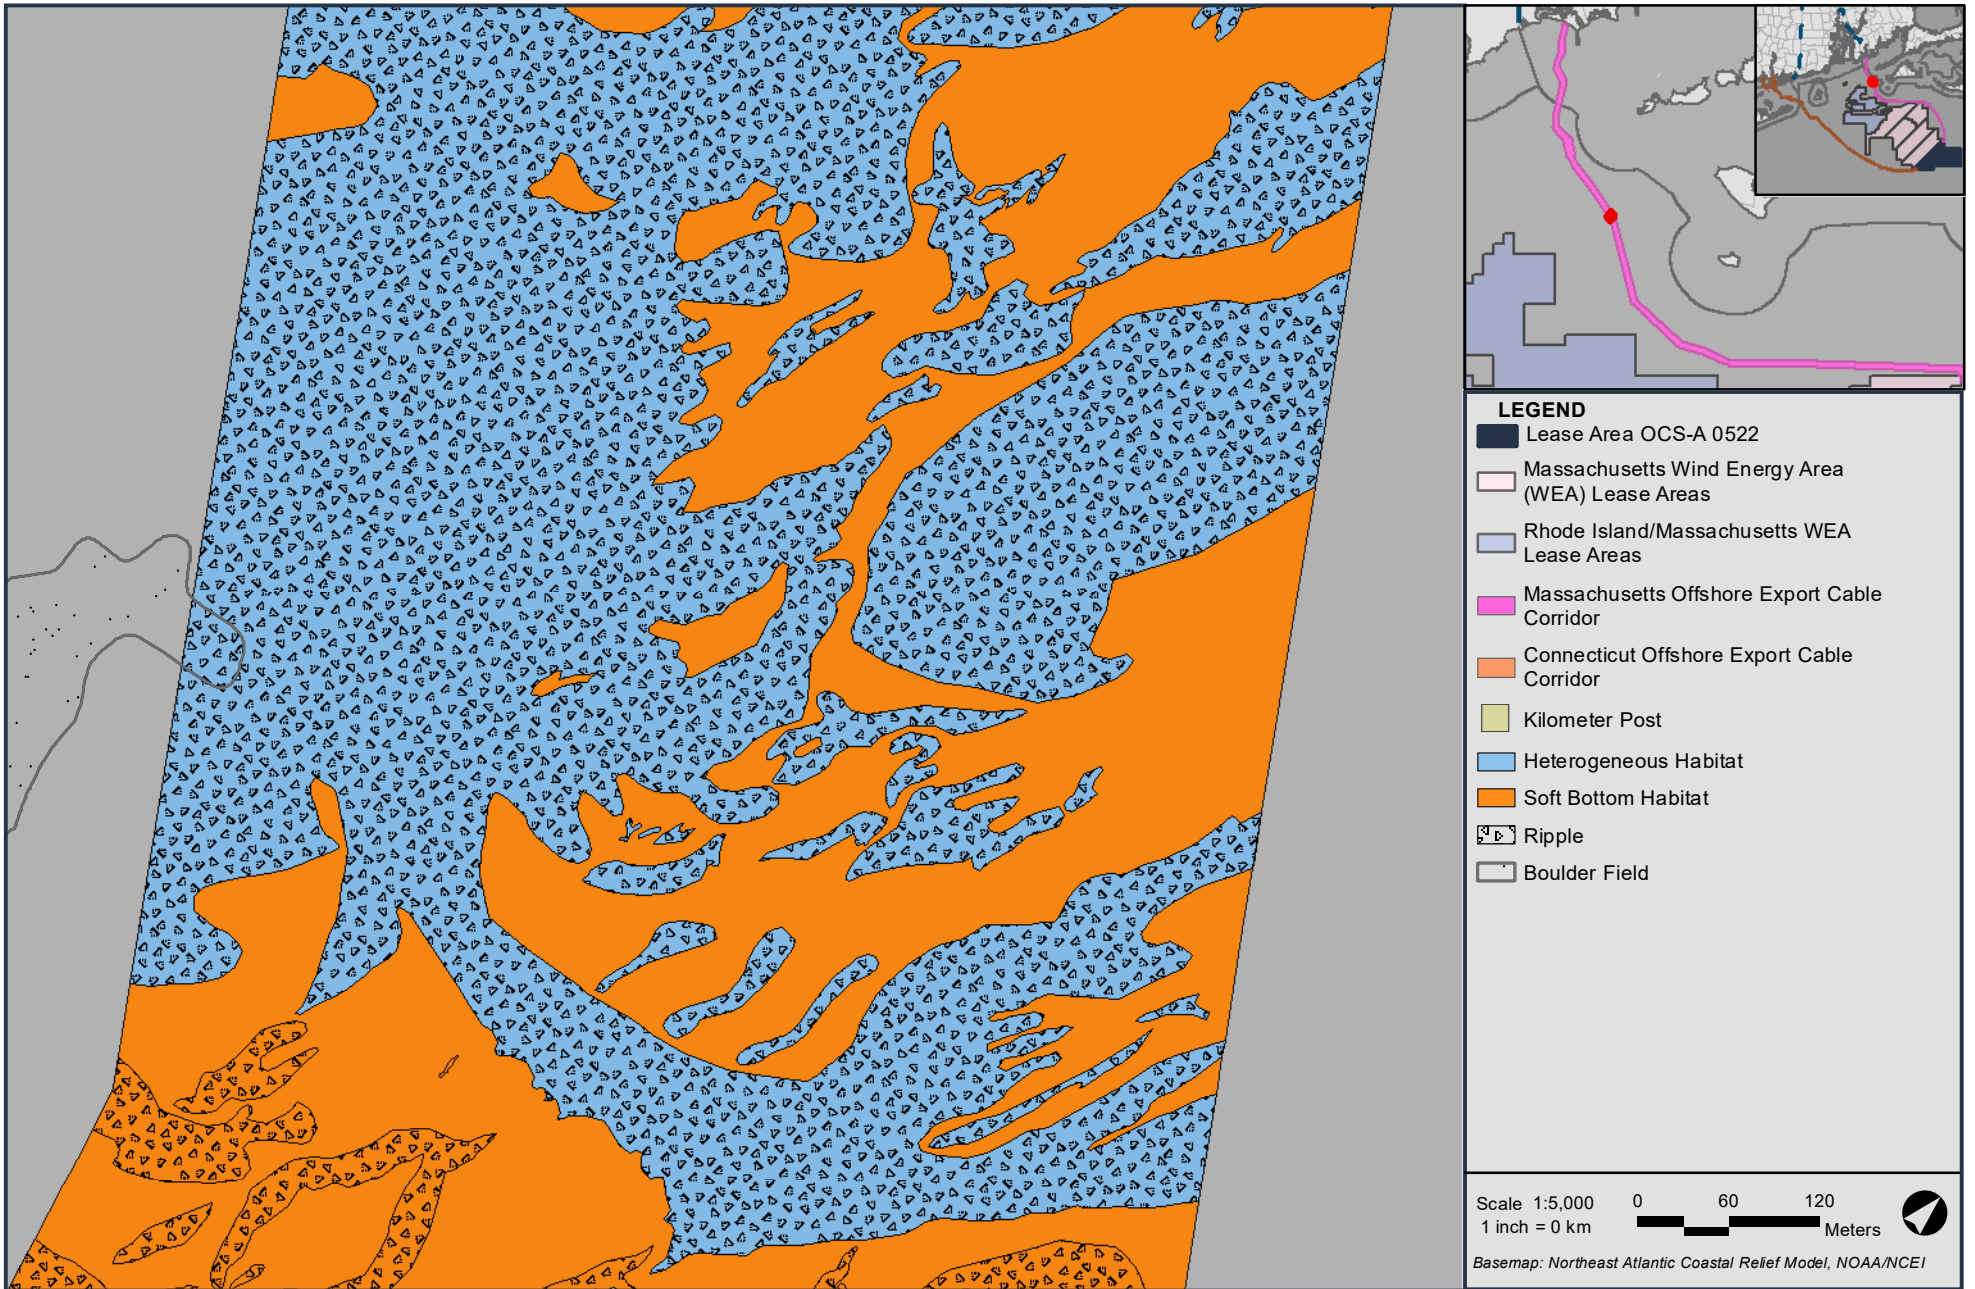 LEGEND
Lease Area OCS-A 0522
Massachusetts Wind Energy Area
(WEA) Lease Areas
Rhode Island/Massachusetts WEA
Lease Areas
Massachusetts Offshore Export Cable
Corridor
Connecticut Offshore Export Cable
Corridor
Kilometer Post
Heterogeneous Habitat
Soft Bottom Habitat
Ripple
Boulder Field
Scale 1:5,000
1 inch = 0 km
0 60 120
Meters
Basemap: Northeast Atlantic Coastal Relief Model, NOAA/NCEI